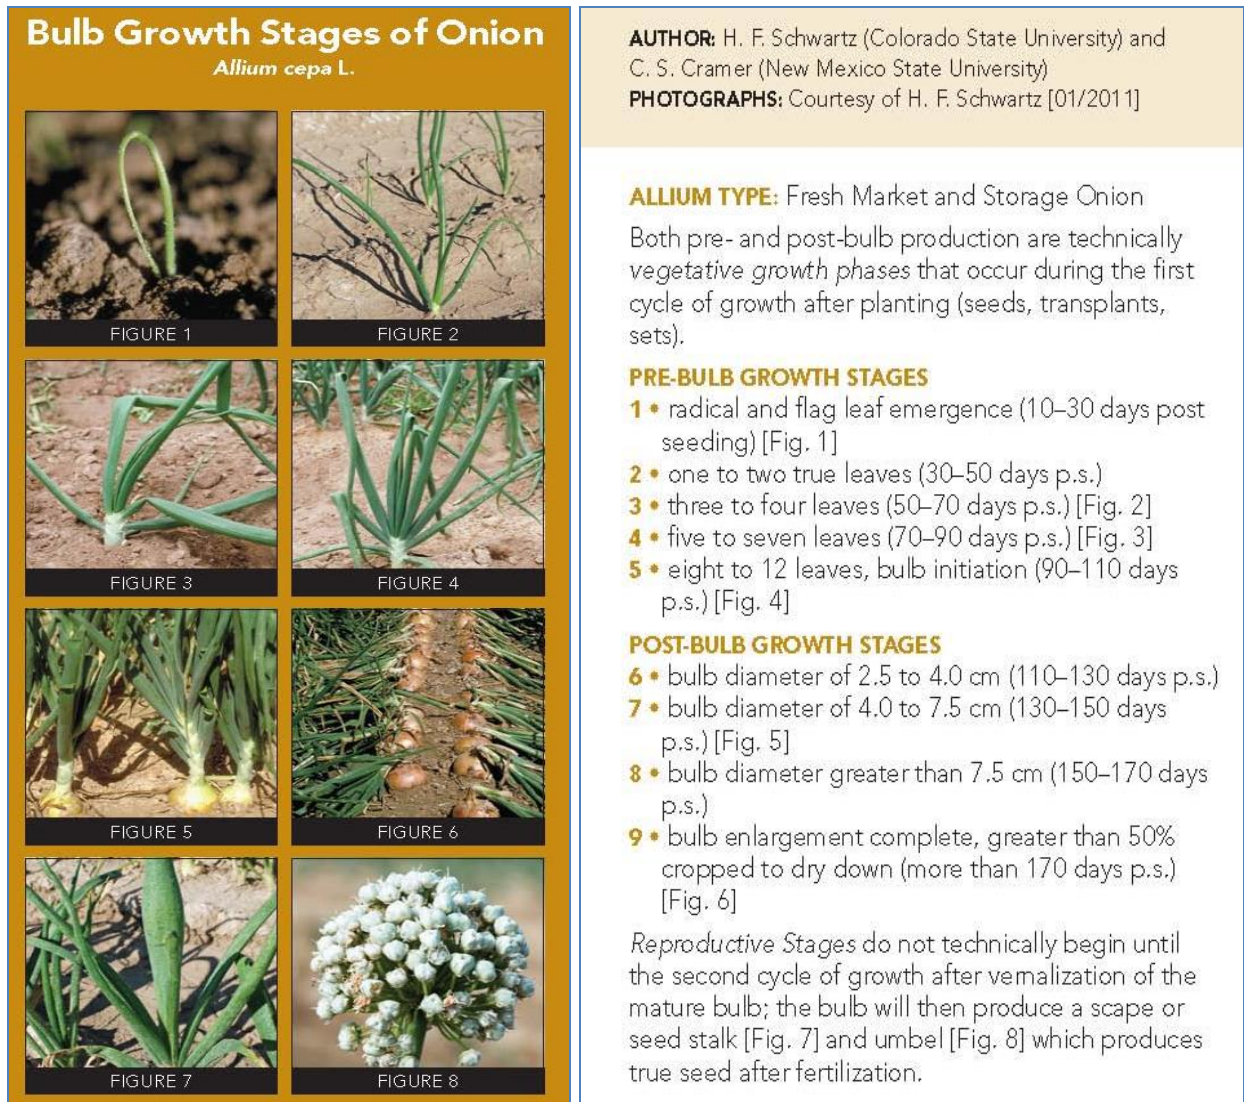 Bulb Growth Stages of Onion
Allium cepa L.
FIGURE 1
FIGURE 2
FIGURE 3
FIGURE 4
FIGURE 5
FIGURE 6
FIGURE 7
FIGURE 8
AUTHOR: H. F. Schwartz (Colorado State University) and
C. S. Cramer (New Mexico State University)
PHOTOGRAPHS: Courtesy of H. F. Schwartz [01/2011]
ALLIUM TYPE: Fresh Market and Storage Onion
Both pre- and post-bulb production are technically
vegetative growth phases that occur during the first
cycle of growth after planting (seeds, transplants,
sets).
PRE-BULB GROWTH STAGES
1 • radical and flag leaf emergence (10–30 days post
seeding) [Fig. 1]
2 • one to two true leaves (30–50 days p.s.)
3 • three to four leaves (50–70 days p.s.) [Fig. 2]
4 • five to seven leaves (70–90 days p.s.) [Fig. 3]
5 • eight to 12 leaves, bulb initiation (90–110 days
p.s.) [Fig. 4]
POST-BULB GROWTH STAGES
6 • bulb diameter of 2.5 to 4.0 cm (110–130 days p.s.)
7 • bulb diameter of 4.0 to 7.5 cm (130–150 days
p.s.) [Fig. 5]
8 • bulb diameter greater than 7.5 cm (150–170 days
p.s.)
9 • bulb enlargement complete, greater than 50%
cropped to dry down (more than 170 days p.s.)
[Fig. 6]
Reproductive Stages do not technically begin until
the second cycle of growth after vernalization of the
mature bulb; the bulb will then produce a scape or
seed stalk [Fig. 7] and umbel [Fig. 8] which produces
true seed after fertilization.